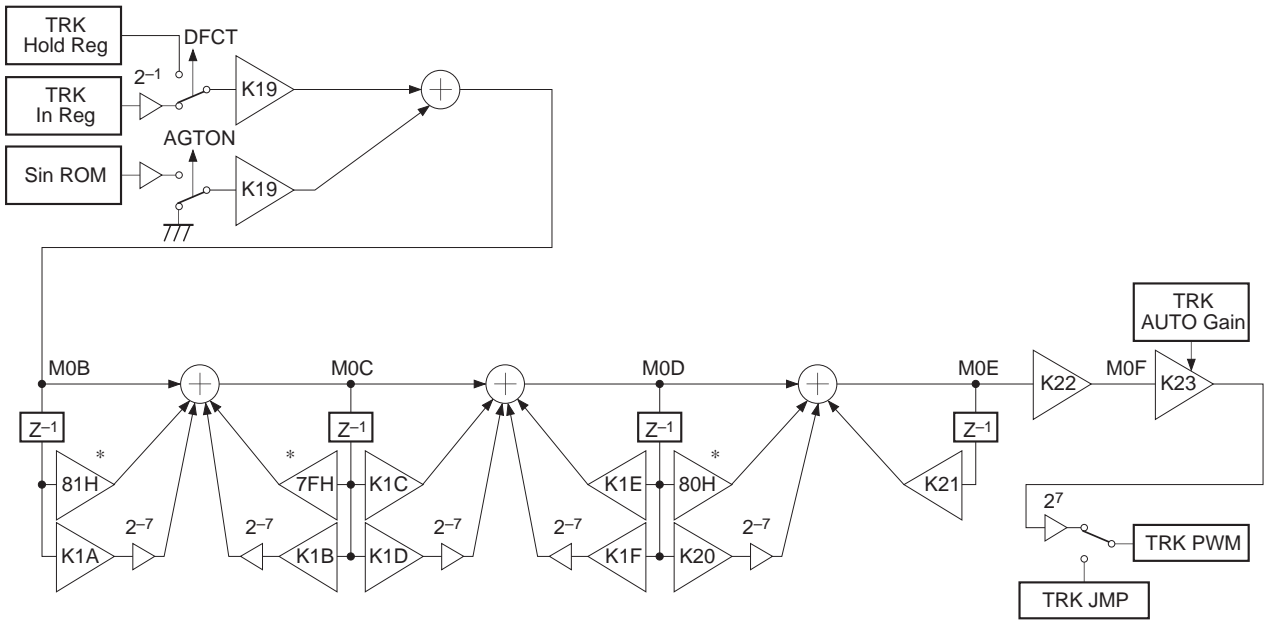 TRK
Hold Reg
DFCT
2⁻¹
K19
TRK
In Reg
AGTON
Sin ROM
K19
TRK
AUTO Gain
M0B
M0C
M0D
M0E
K22
M0F
K23
Z⁻¹
Z⁻¹
Z⁻¹
Z⁻¹
*
*
*
81H
7FH
K1C
K1E
80H
K21
2⁷
2⁻⁷
2⁻⁷
2⁻⁷
2⁻⁷
2⁻⁷
K1A
K1B
K1D
K1F
K20
TRK PWM
TRK JMP